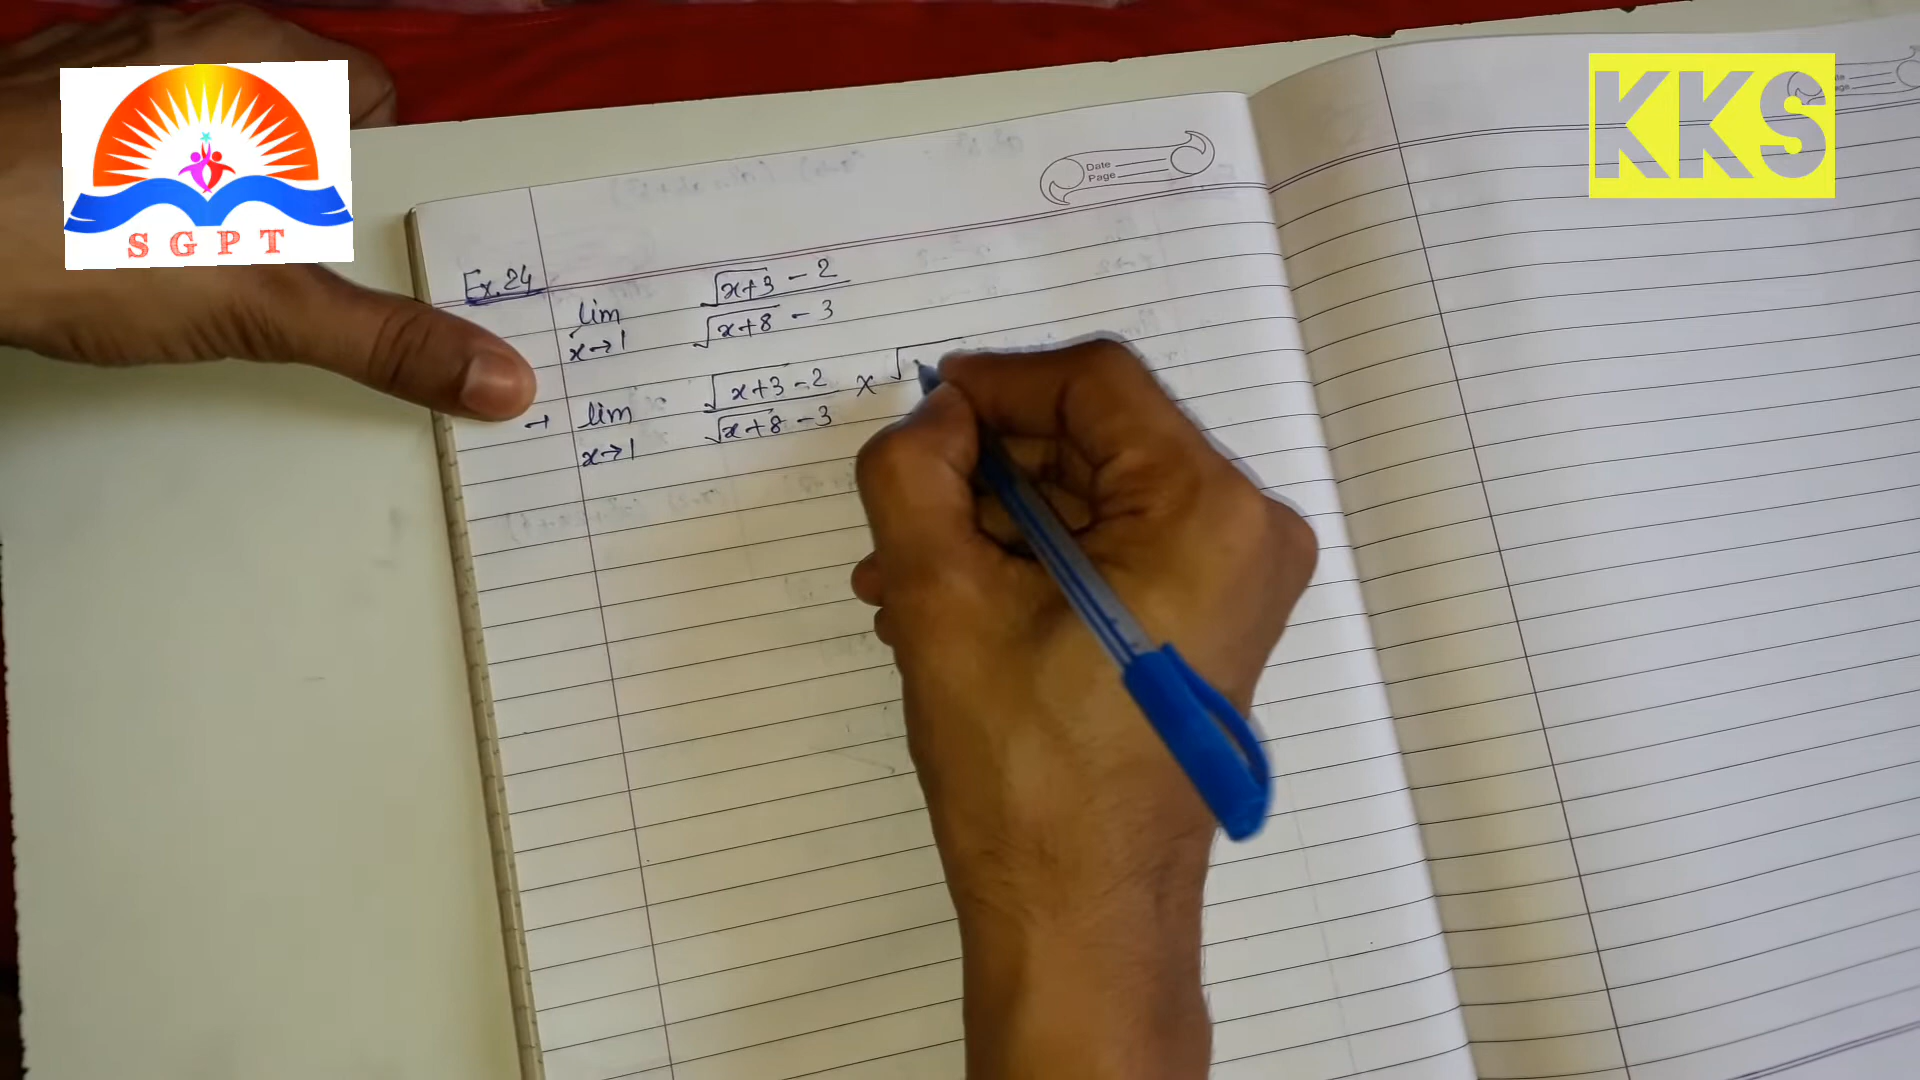 SGPT
KKS
Date
Page
Ex.24
lim √x+3 - 2
x→1 √x+8 - 3
→ lim √x+3 - 2 × √
x→1 √x+8 - 3